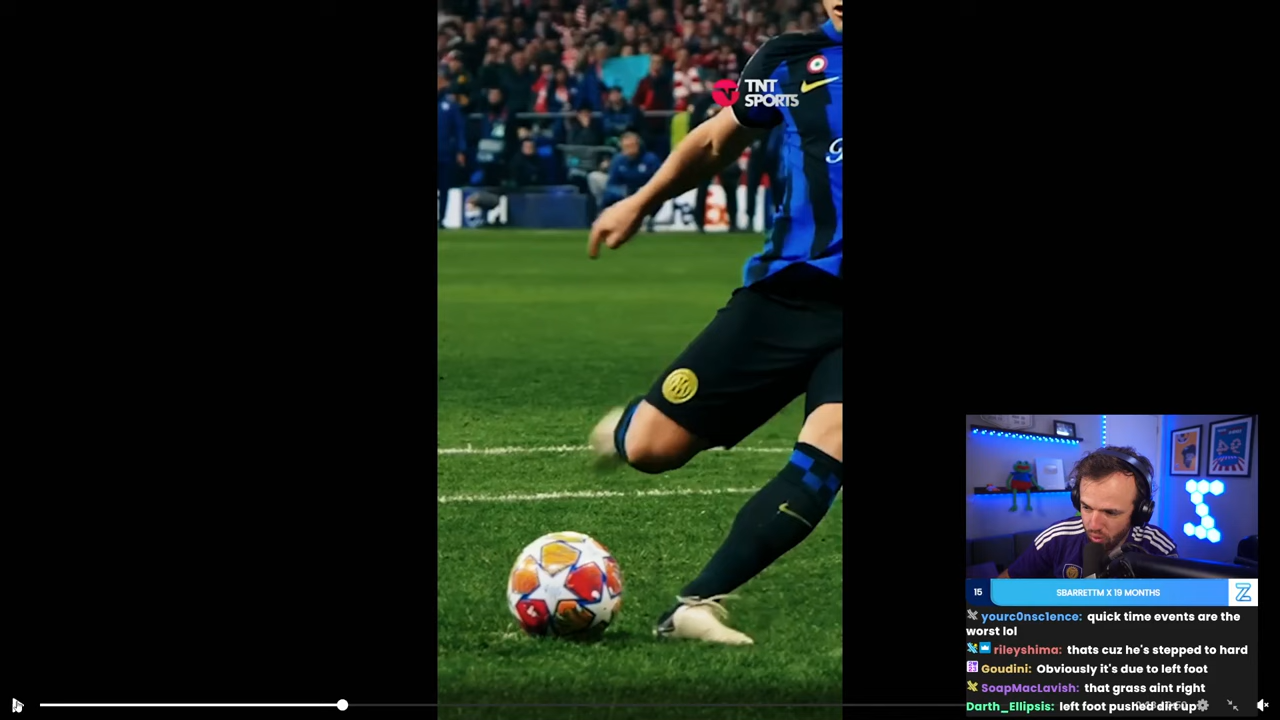 TNT
SPORTS
15
SBARRETTM X 19 MONTHS
yourc0nsc1ence: quick time events are the
worst lol
rileyshima: thats cuz he's stepped to hard
Goudini: Obviously it's due to left foot
SoapMacLavish: that grass aint right
Darth_Ellipsis: left foot pushed dirt up